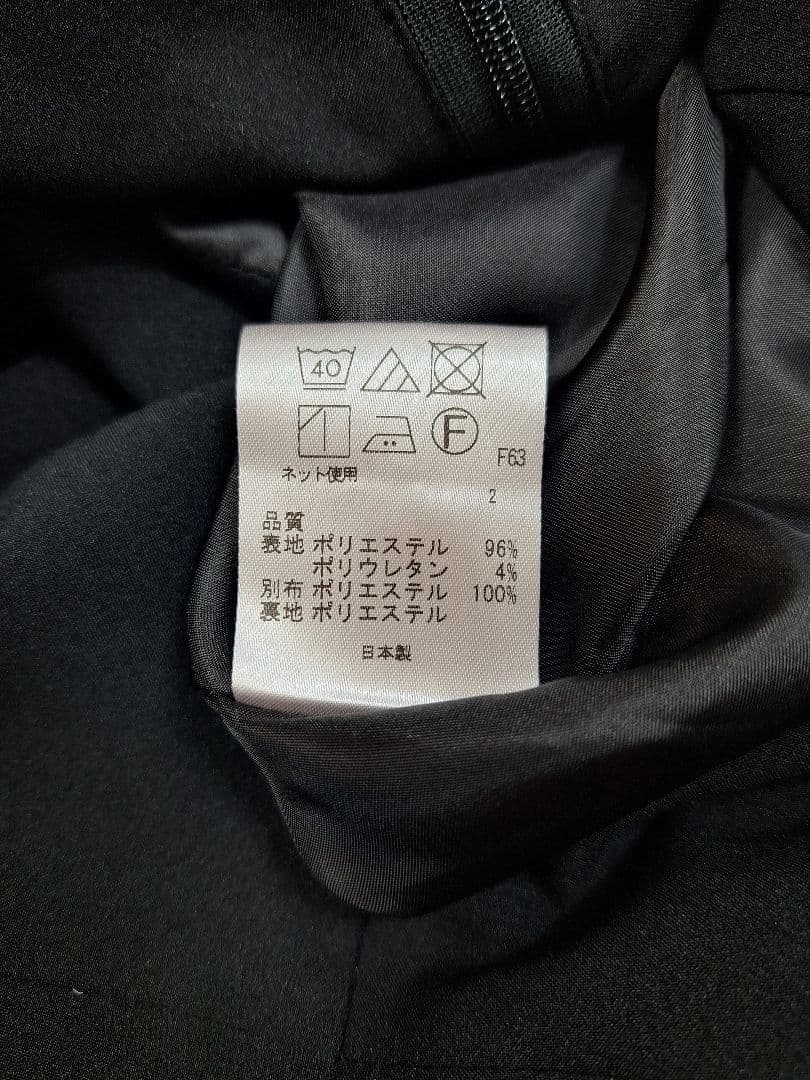 40
F
F63
ネット使用
2
品質
表地 ポリエステル 96%
ポリウレタン 4%
別布 ポリエステル 100%
裏地 ポリエステル
日本製